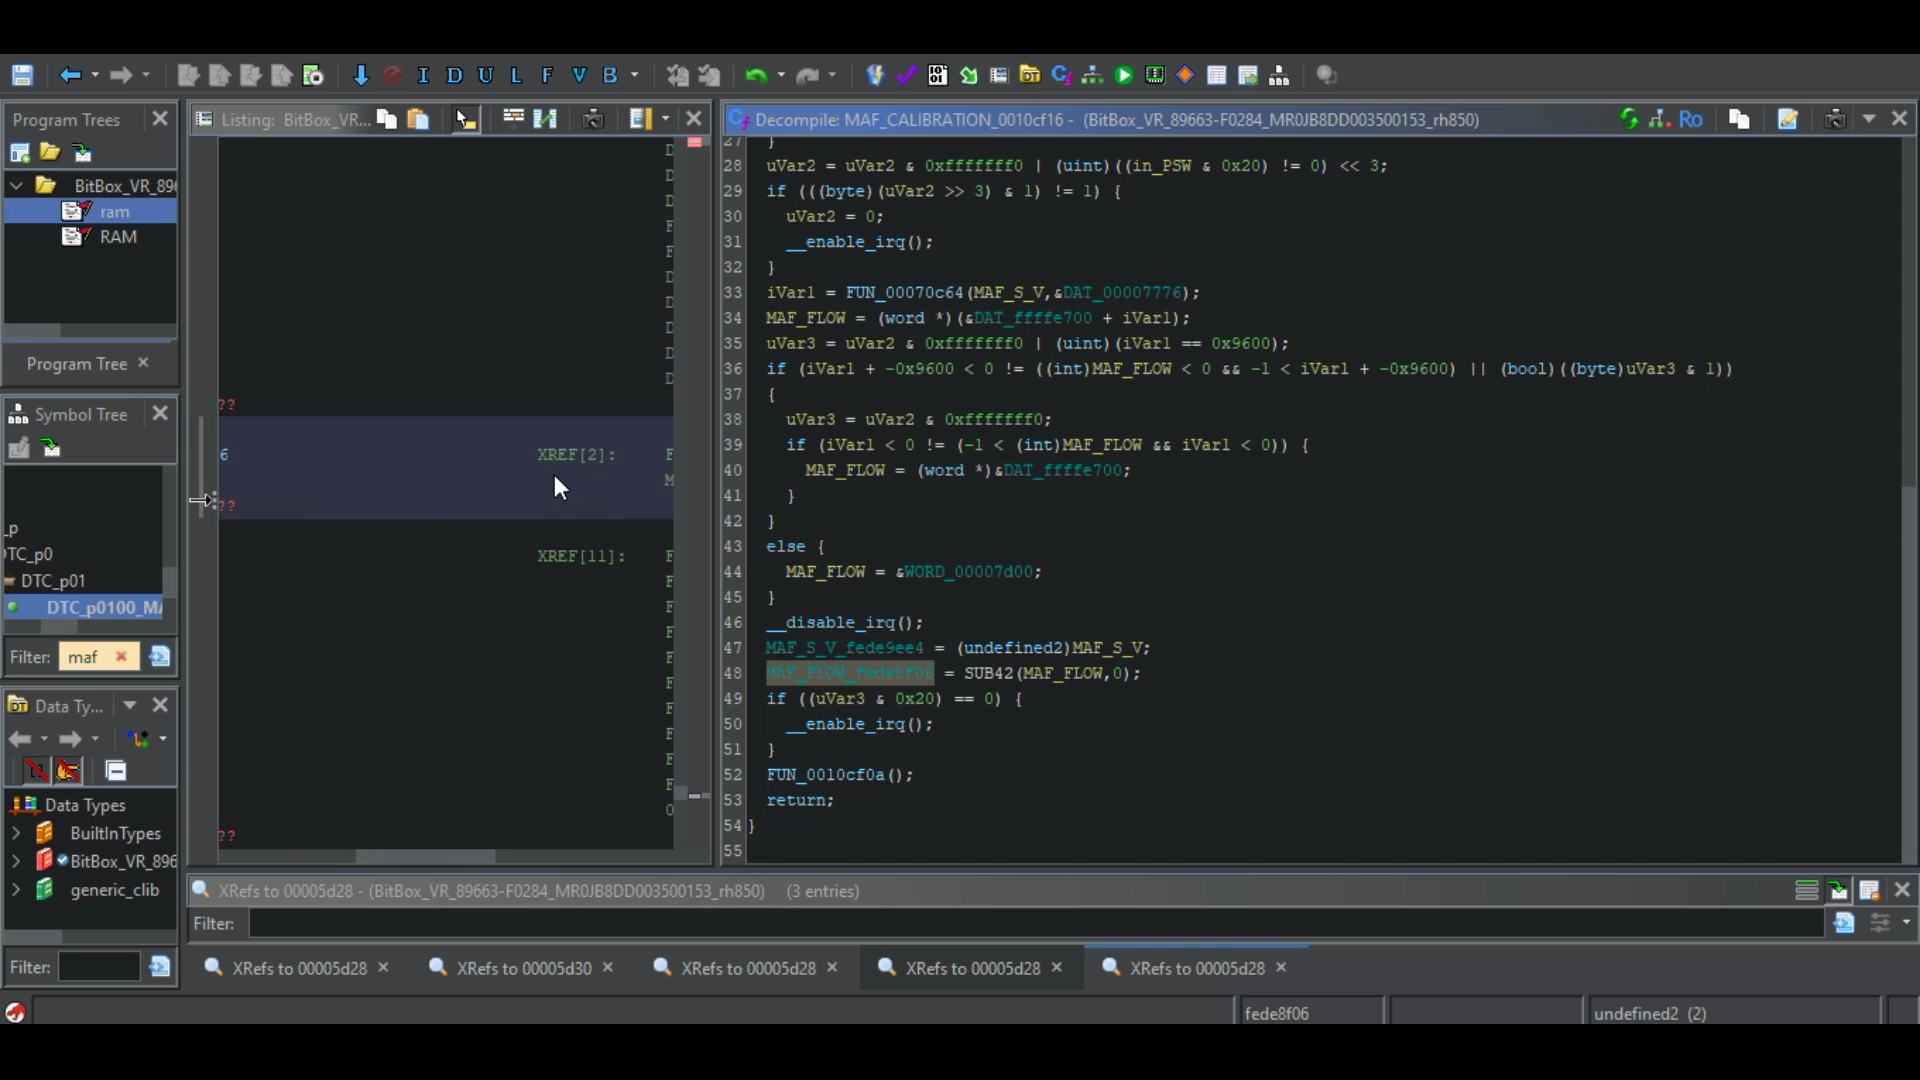 I D U L F V B
Program Trees
BitBox_VR_89
ram
RAM
Program Tree
Symbol Tree
_p
TC_p0
DTC_p01
DTC_p0100_MA
Filter: maf
Data Ty...
Data Types
BuiltInTypes
BitBox_VR_896
generic_clib
Filter:
Listing: BitBox_VR...
??
6 XREF[2]:
??
XREF[11]:
??
Decompile: MAF_CALIBRATION_0010cf16 - (BitBox_VR_89663-F0284_MR0JB8DD003500153_rh850)
Ro
27 }
28 uVar2 = uVar2 & 0xfffffff0 | (uint)((in_PSW & 0x20) != 0) << 3;
29 if (((byte)(uVar2 >> 3) & 1) != 1) {
30 uVar2 = 0;
31 __enable_irq();
32 }
33 iVar1 = FUN_00070c64(MAF_S_V,&DAT_00007776);
34 MAF_FLOW = (word *)(&DAT_ffffe700 + iVar1);
35 uVar3 = uVar2 & 0xfffffff0 | (uint)(iVar1 == 0x9600);
36 if (iVar1 + -0x9600 < 0 != ((int)MAF_FLOW < 0 && -1 < iVar1 + -0x9600) || (bool)((byte)uVar3 & 1))
37 {
38 uVar3 = uVar2 & 0xfffffff0;
39 if (iVar1 < 0 != (-1 < (int)MAF_FLOW && iVar1 < 0)) {
40 MAF_FLOW = (word *)&DAT_ffffe700;
41 }
42 }
43 else {
44 MAF_FLOW = &WORD_00007d00;
45 }
46 __disable_irq();
47 MAF_S_V_fede9ee4 = (undefined2)MAF_S_V;
48 MAF_FLOW_fede8f06 = SUB42(MAF_FLOW,0);
49 if ((uVar3 & 0x20) == 0) {
50 __enable_irq();
51 }
52 FUN_0010cf0a();
53 return;
54 }
55
XRefs to 00005d28 - (BitBox_VR_89663-F0284_MR0JB8DD003500153_rh850) (3 entries)
Filter:
XRefs to 00005d28 XRefs to 00005d30 XRefs to 00005d28 XRefs to 00005d28 XRefs to 00005d28
fede8f06 undefined2 (2)